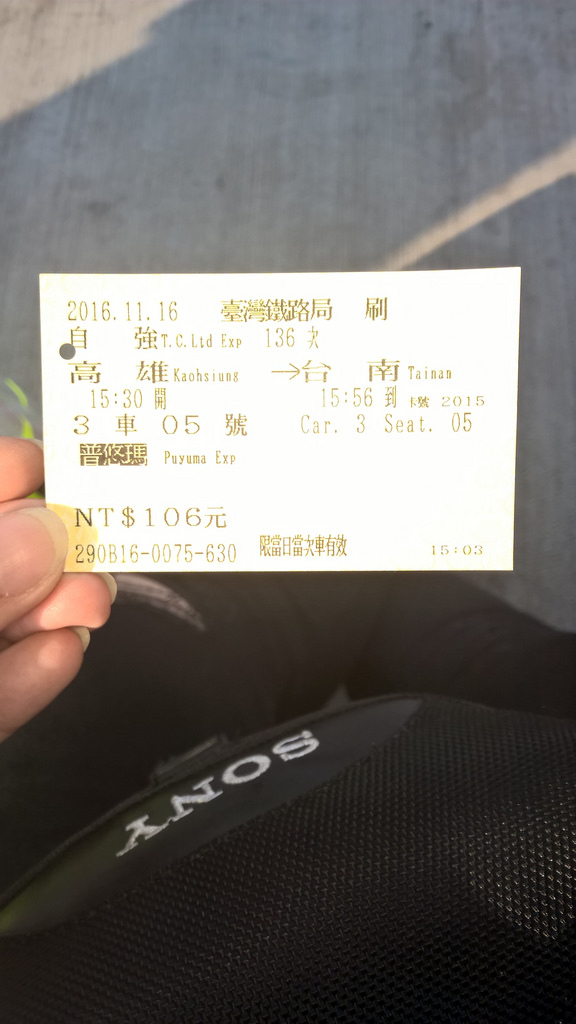 2016.11.16 臺灣鐵路局 刷
自 強 T.C.Ltd Exp 136 次
高 雄 Kaohsiung → 台 南 Tainan
15:30 開 15:56 到 卡號 2015
3 車 05 號 Car. 3 Seat. 05
普悠瑪 Puyuma Exp
NT$106元
290B16-0075-630 限當日當次車有效 15:03
SONY